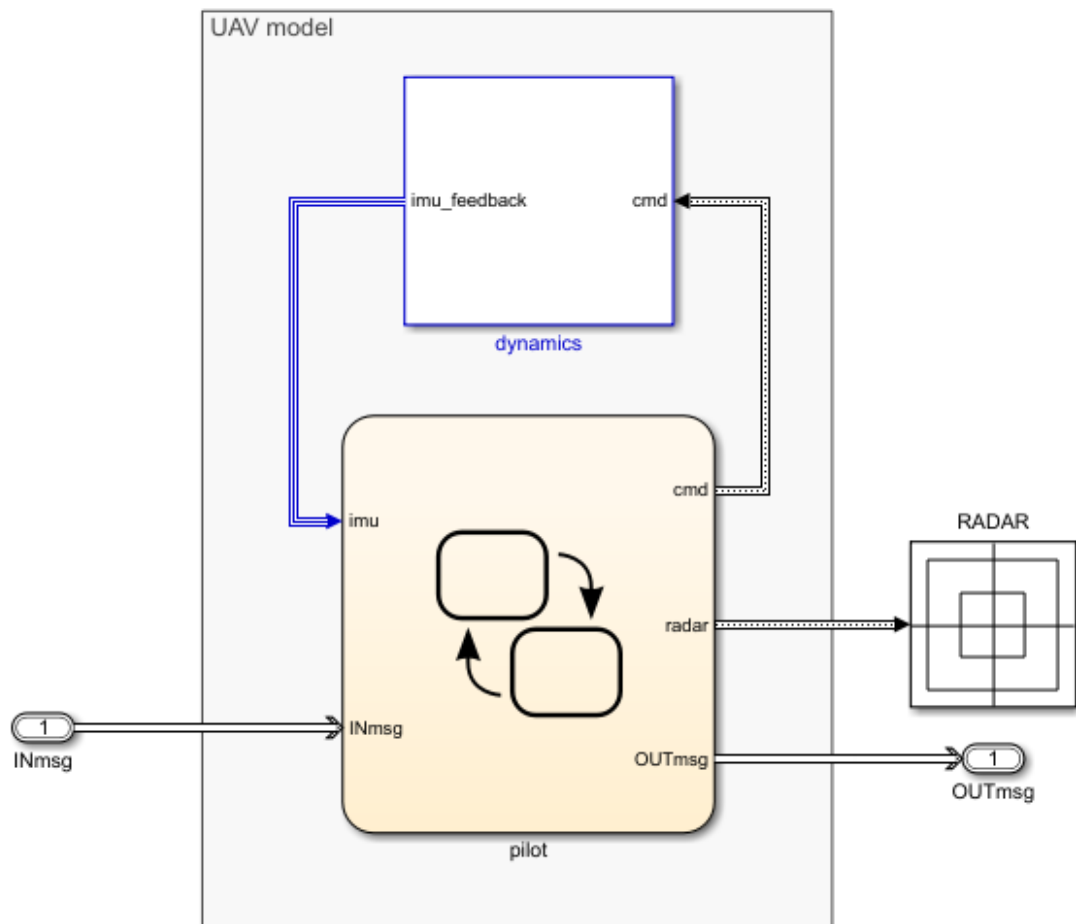 UAV model
imu_feedback
cmd
dynamics
cmd
imu
RADAR
radar
1
INmsg
INmsg
OUTmsg
1
OUTmsg
pilot